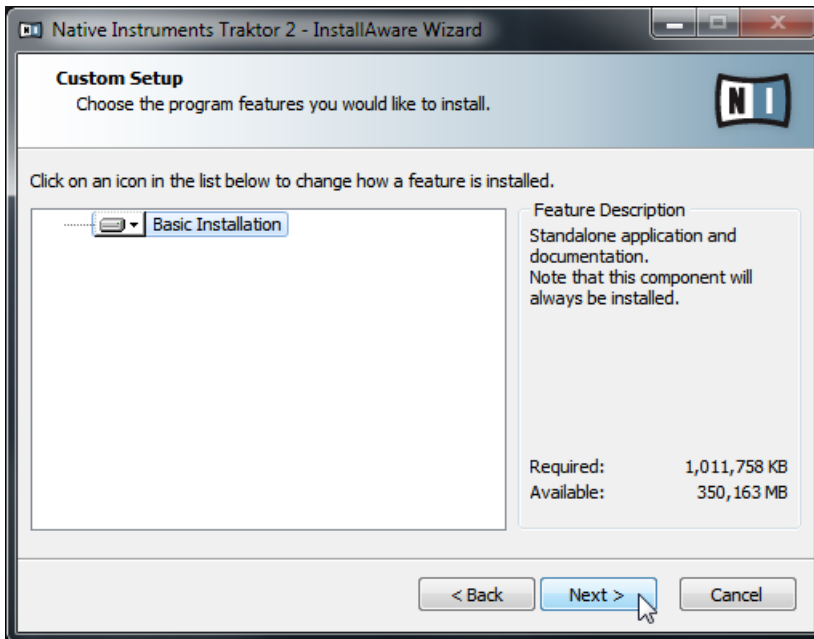 Native Instruments Traktor 2 - InstallAware Wizard
Custom Setup
Choose the program features you would like to install.
N I
Click on an icon in the list below to change how a feature is installed.
Basic Installation
Feature Description
Standalone application and
documentation.
Note that this component will
always be installed.
Required: 1,011,758 KB
Available: 350,163 MB
< Back
Next >
Cancel